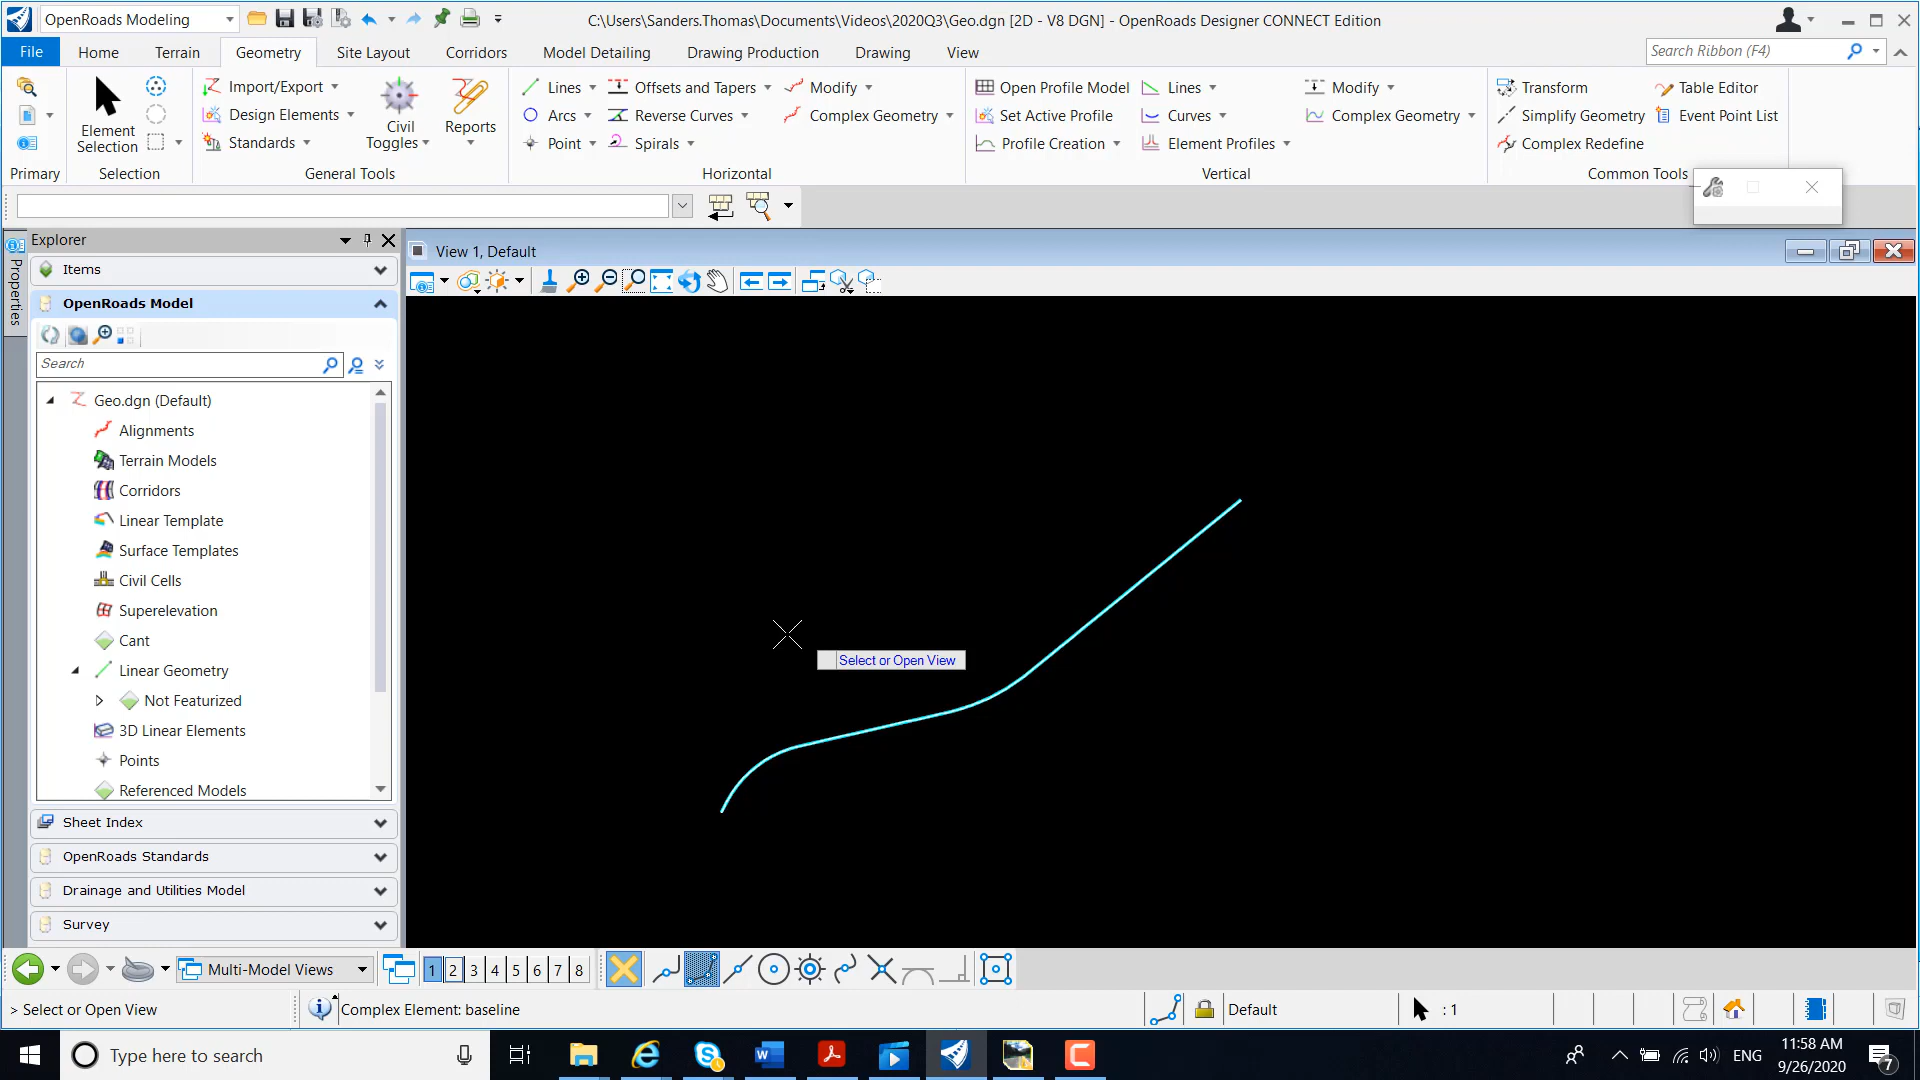 OpenRoads Modeling
C:\Users\Sanders.Thomas\Documents\Videos\2020Q3\Geo.dgn [2D - V8 DGN] - OpenRoads Designer CONNECT Edition
File Home Terrain Geometry Site Layout Corridors Model Detailing Drawing Production Drawing View
Search Ribbon (F4)
Element Selection
Import/Export
Design Elements
Standards
Civil Toggles
Reports
Lines Offsets and Tapers Modify
Arcs Reverse Curves Complex Geometry
Point Spirals
Open Profile Model Lines Modify
Set Active Profile Curves Complex Geometry
Profile Creation Element Profiles
Transform Table Editor
Simplify Geometry Event Point List
Complex Redefine
Primary Selection General Tools Horizontal Vertical Common Tools
Properties
Explorer
Items
OpenRoads Model
Search
Geo.dgn (Default)
Alignments
Terrain Models
Corridors
Linear Template
Surface Templates
Civil Cells
Superelevation
Cant
Linear Geometry
Not Featurized
3D Linear Elements
Points
Referenced Models
Sheet Index
OpenRoads Standards
Drainage and Utilities Model
Survey
View 1, Default
Select or Open View
Multi-Model Views
1 2 3 4 5 6 7 8
> Select or Open View
Complex Element: baseline
Default
: 1
Type here to search
ENG
11:58 AM
9/26/2020
7